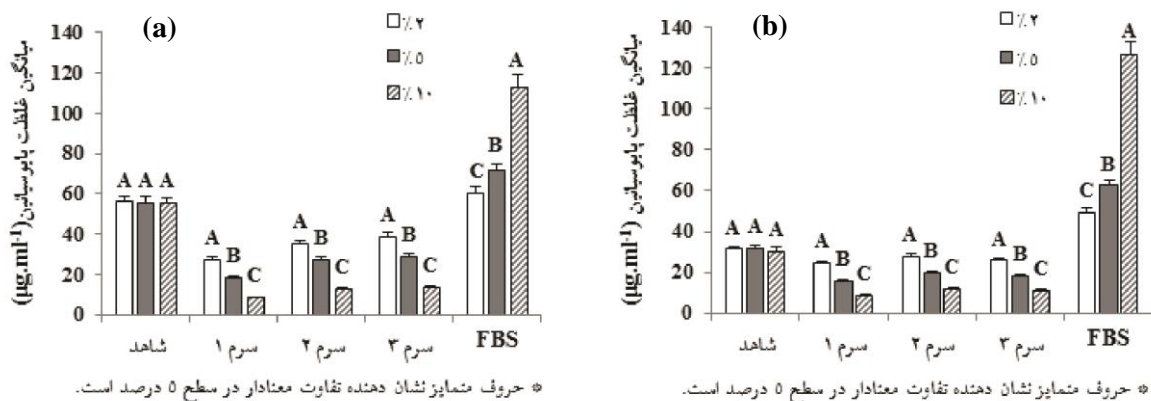 (a)
میانگین غلظت پابوسیاتین(µg.ml-1)
140
120
100
80
60
40
20
0
٪۲
٪۵
٪۱۰
A A A
A B C
A B C
A B C
C B A
شاهد سرم ۱ سرم ۲ سرم ۳ FBS
* حروف متمایز نشان دهنده تفاوت معنادار در سطح ۵ درصد است.
(b)
میانگین غلظت پابوسیاتین (µg.ml-1)
140
120
100
80
60
40
20
0
٪۲
٪۵
٪۱۰
A A A
A B C
A B C
A B C
C B A
شاهد سرم ۱ سرم ۲ سرم ۳ FBS
* حروف متمایز نشان دهنده تفاوت معنادار در سطح ۵ درصد است.